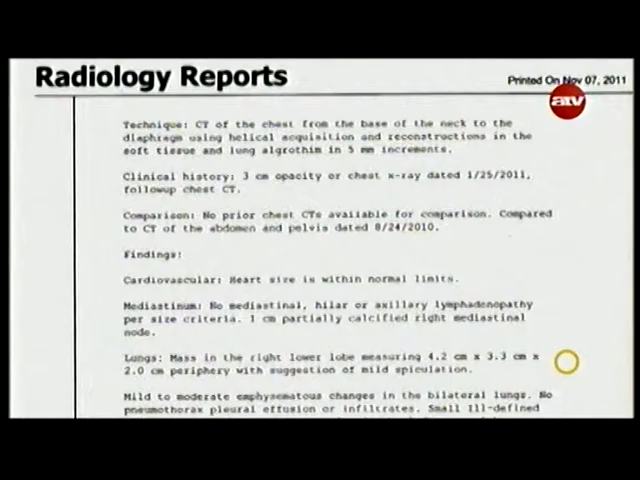 Radiology Reports
Printed On Nov 07, 2011
atv
Technique: CT of the chest from the base of the neck to the
diaphragm using helical acquisition and reconstructions in the
soft tissue and lung algrothim in 5 mm increments.
Clinical history: 3 cm opacity or chest x-ray dated 1/25/2011,
followup chest CT.
Comparison: No prior chest CTs available for comparison. Compared
to CT of the abdomen and pelvis dated 8/24/2010.
Findings:
Cardiovascular: Heart size is within normal limits.
Mediastinum: No mediastinal, hilar or axillary lymphadenopathy
per size criteria. 1 cm partially calcified right mediastinal
node.
Lungs: Mass in the right lower lobe measuring 4.2 cm x 3.3 cm x
2.0 cm periphery with suggestion of mild spiculation.
Mild to moderate emphysematous changes in the bilateral lungs. No
pneumothorax pleural effusion or infiltrates. Small Ill-defined